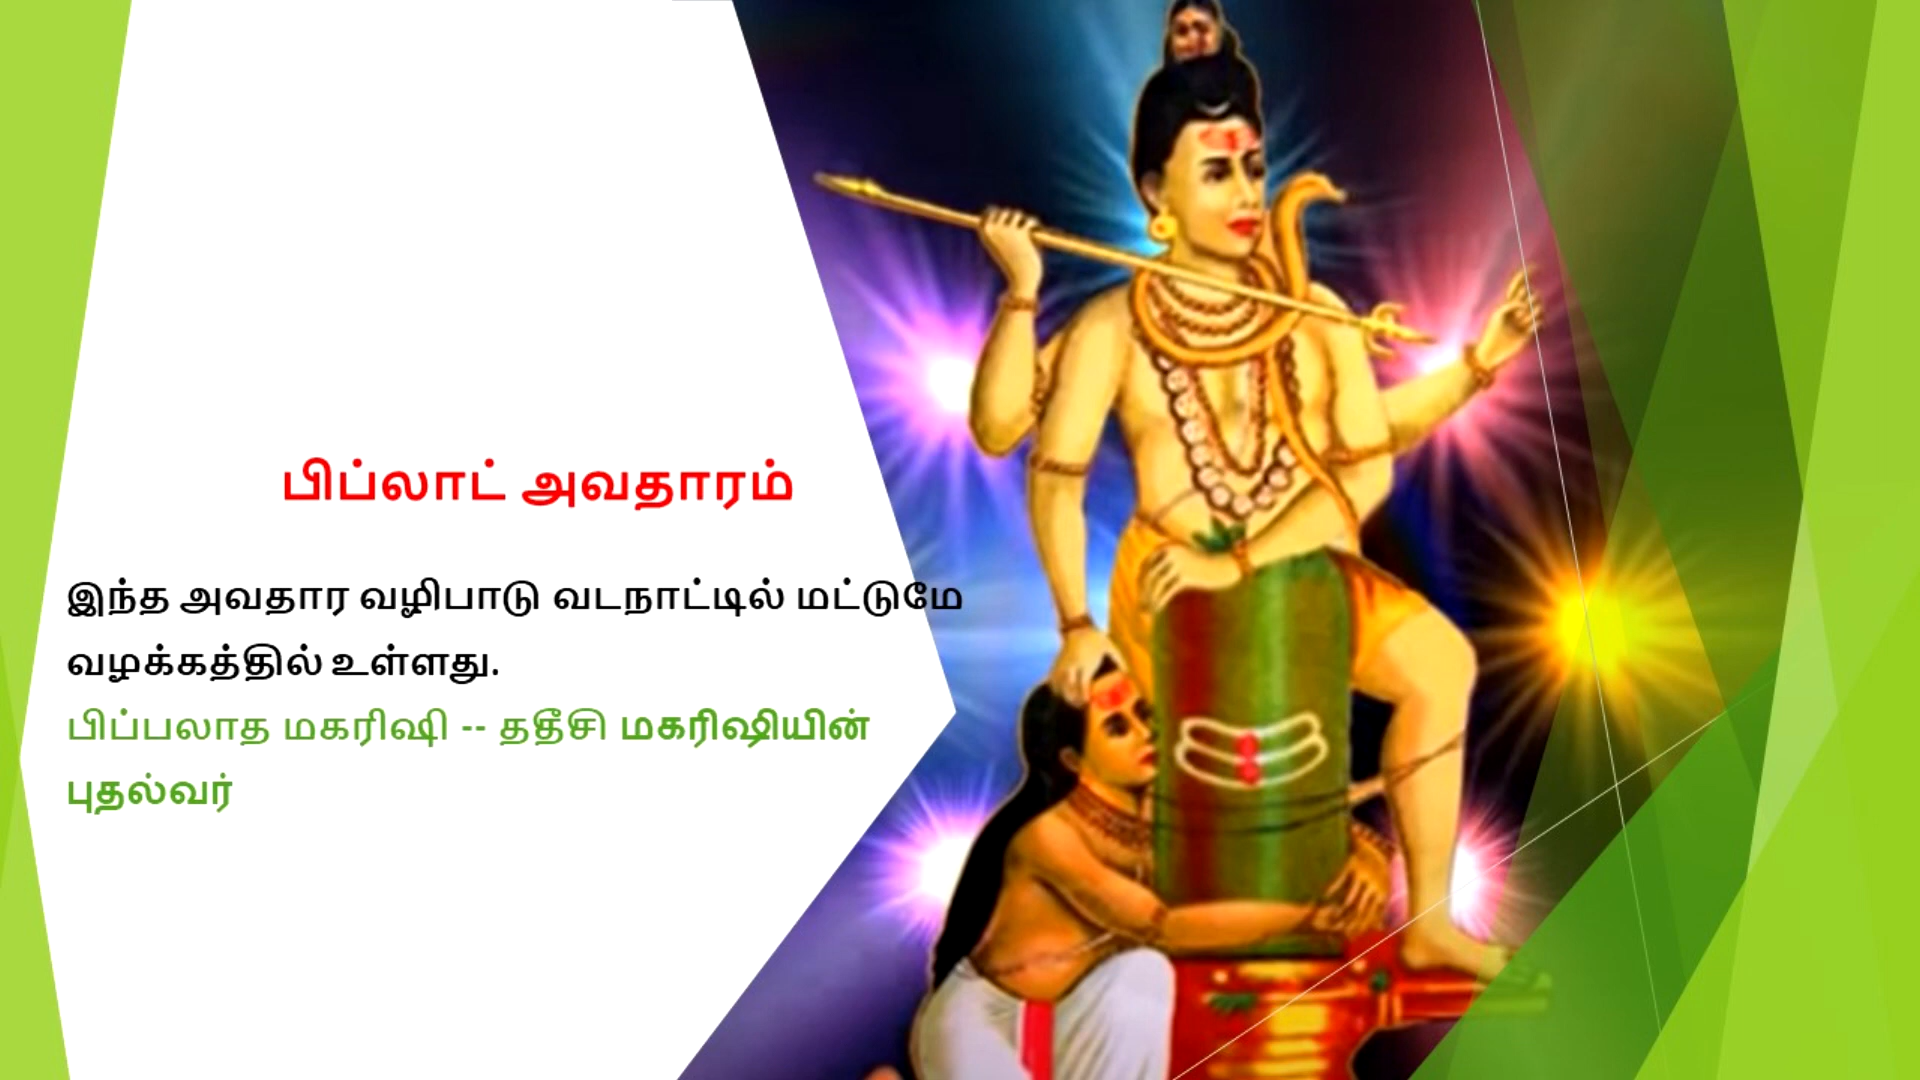 பிப்லாட் அவதாரம்
இந்த அவதார வழிபாடு வடநாட்டில் மட்டுமே
வழக்கத்தில் உள்ளது.
பிப்பலாத மகரிஷி -- ததீசி மகரிஷியின்
புதல்வர்